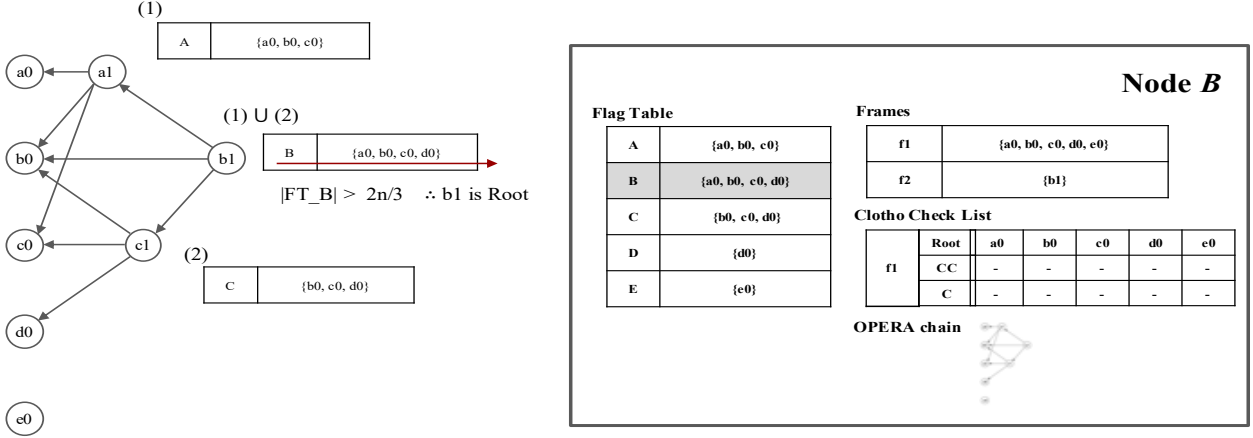 (1)
A {a0, b0, c0}
a0
a1
(1) ∪ (2)
b0
b1
B {a0, b0, c0, d0}
|FT_B| > 2n/3 ∴ b1 is Root
c0
c1
(2)
C {b0, c0, d0}
d0
e0
Node B
Flag Table
A {a0, b0, c0}
B {a0, b0, c0, d0}
C {b0, c0, d0}
D {d0}
E {e0}
Frames
f1 {a0, b0, c0, d0, e0}
f2 {b1}
Clotho Check List
f1
Root a0 b0 c0 d0 e0
CC - - - - -
C - - - - -
OPERA chain